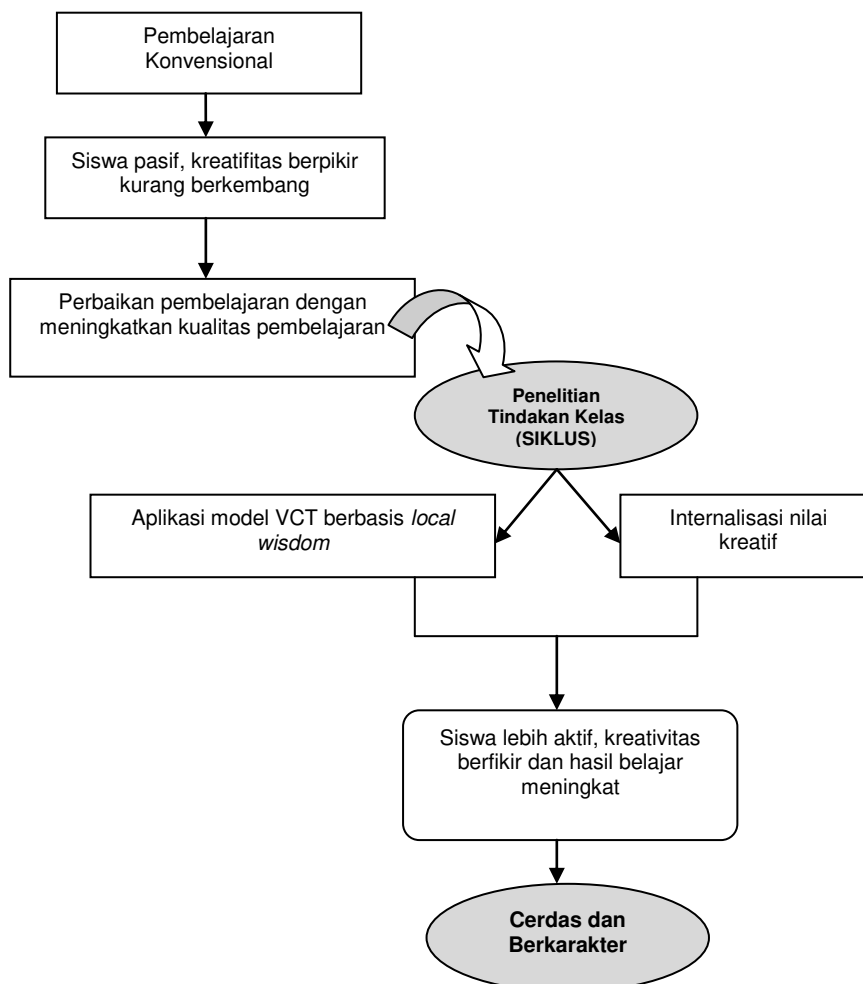 Pembelajaran
Konvensional
Siswa pasif, kreatifitas berpikir
kurang berkembang
Perbaikan pembelajaran dengan
meningkatkan kualitas pembelajaran
Penelitian
Tindakan Kelas
(SIKLUS)
Aplikasi model VCT berbasis local
wisdom
Internalisasi nilai
kreatif
Siswa lebih aktif, kreativitas
berfikir dan hasil belajar
meningkat
Cerdas dan
Berkarakter